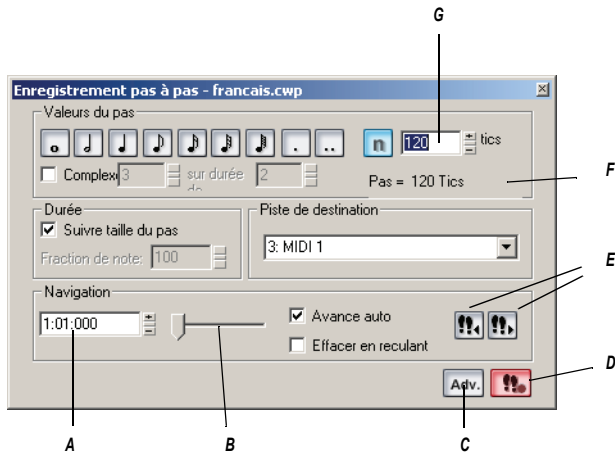 G
Enregistrement pas à pas - francais.cwp
Valeurs du pas
n 120 tics
Complexe 3 sur durée de 2
Pas = 120 Tics
F
Durée
Piste de destination
Suivre taille du pas
3: MIDI 1
Fraction de note: 100
E
Navigation
1:01:000
Avance auto
Effacer en reculant
D
Adv.
A
B
C